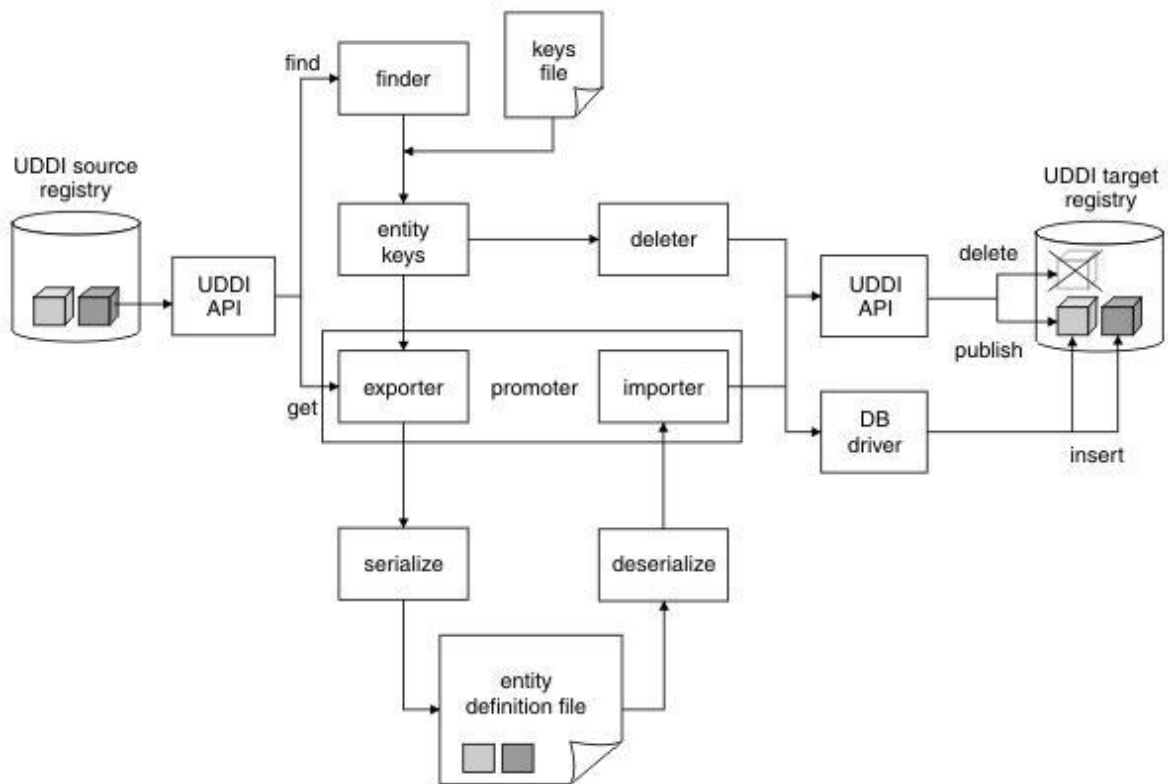 find
finder
keys
file
UDDI source
registry
UDDI target
registry
entity
keys
deleter
delete
UDDI
API
UDDI
API
publish
get
exporter
promoter
importer
DB
driver
insert
serialize
deserialize
entity
definition file